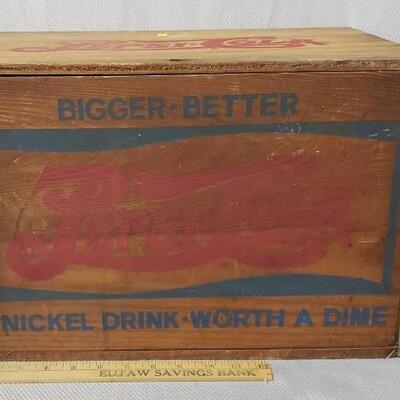 PEPSI-COLA
BIGGER·BETTER
Pepsi-Cola
NICKEL DRINK·WORTH A DIME
EUTAW SAVINGS BANK